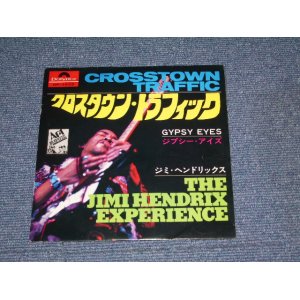 Polydor
CROSSTOWN
TRAFFIC
クロスタウン・トラフィック
GYPSY EYES
ジプシー・アイズ
ジミ・ヘンドリックス
THE
JIMI HENDRIX
EXPERIENCE